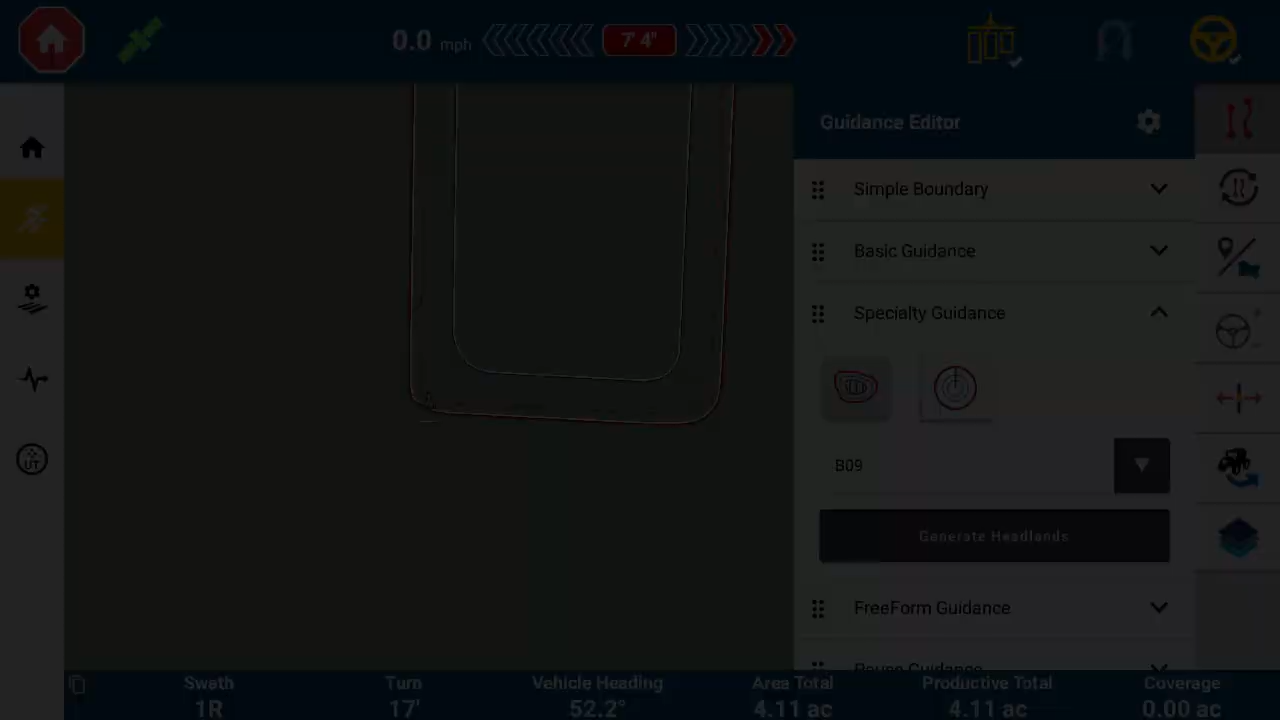 0.0 mph
7' 4"
Guidance Editor
Simple Boundary
Basic Guidance
Specialty Guidance
B09
Generate Headlands
FreeForm Guidance
Guidance
UT
Swath
1R
Turn
17'
Vehicle Heading
52.2°
Area Total
4.11 ac
Productive Total
4.11 ac
Coverage
0.00 ac